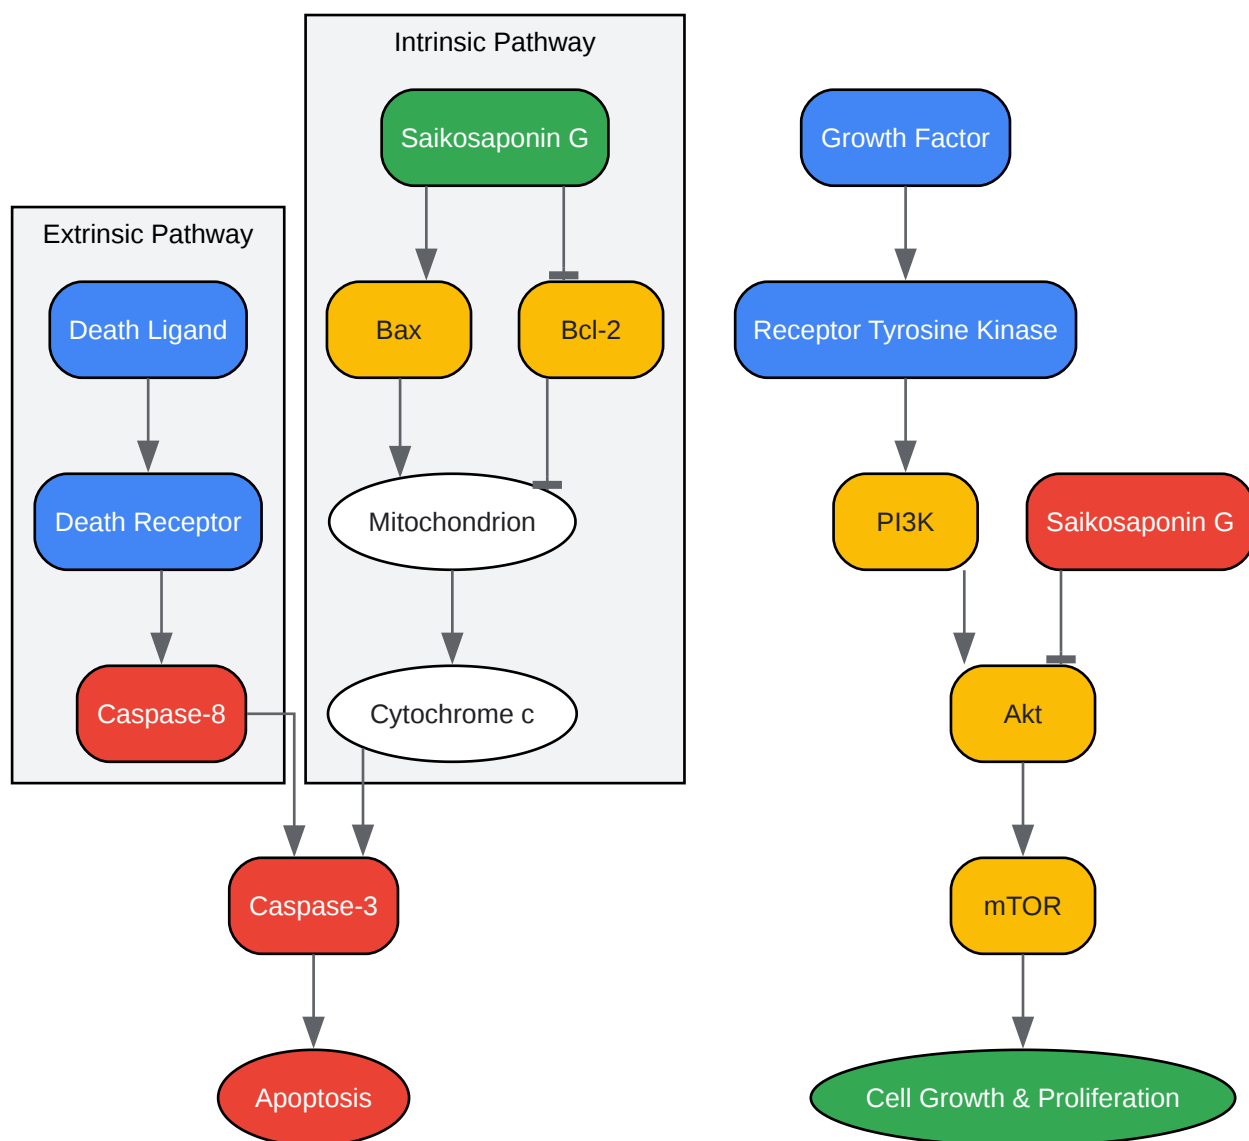 Intrinsic Pathway
Saikosaponin G
Growth Factor
Extrinsic Pathway
Death Ligand
Bax
Bcl-2
Receptor Tyrosine Kinase
Death Receptor
Mitochondrion
PI3K
Saikosaponin G
Caspase-8
Cytochrome c
Akt
Caspase-3
mTOR
Apoptosis
Cell Growth & Proliferation